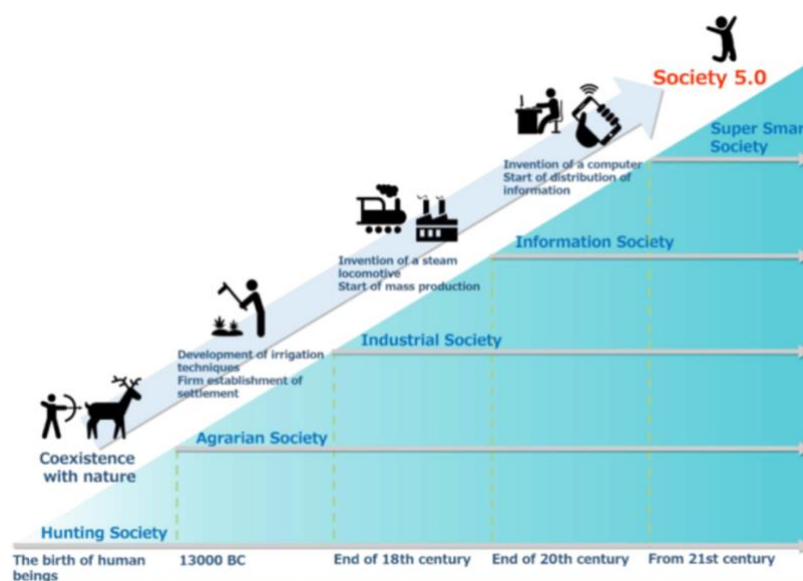 Society 5.0
Super Smar
Society
Invention of a computer
Start of distribution of
information
Information Society
Invention of a steam
locomotive
Start of mass production
Industrial Society
Development of irrigation
techniques
Firm establishment of
settlement
Agrarian Society
Coexistence
with nature
Hunting Society
The birth of human
beings
13000 BC
End of 18th century
End of 20th century
From 21st century